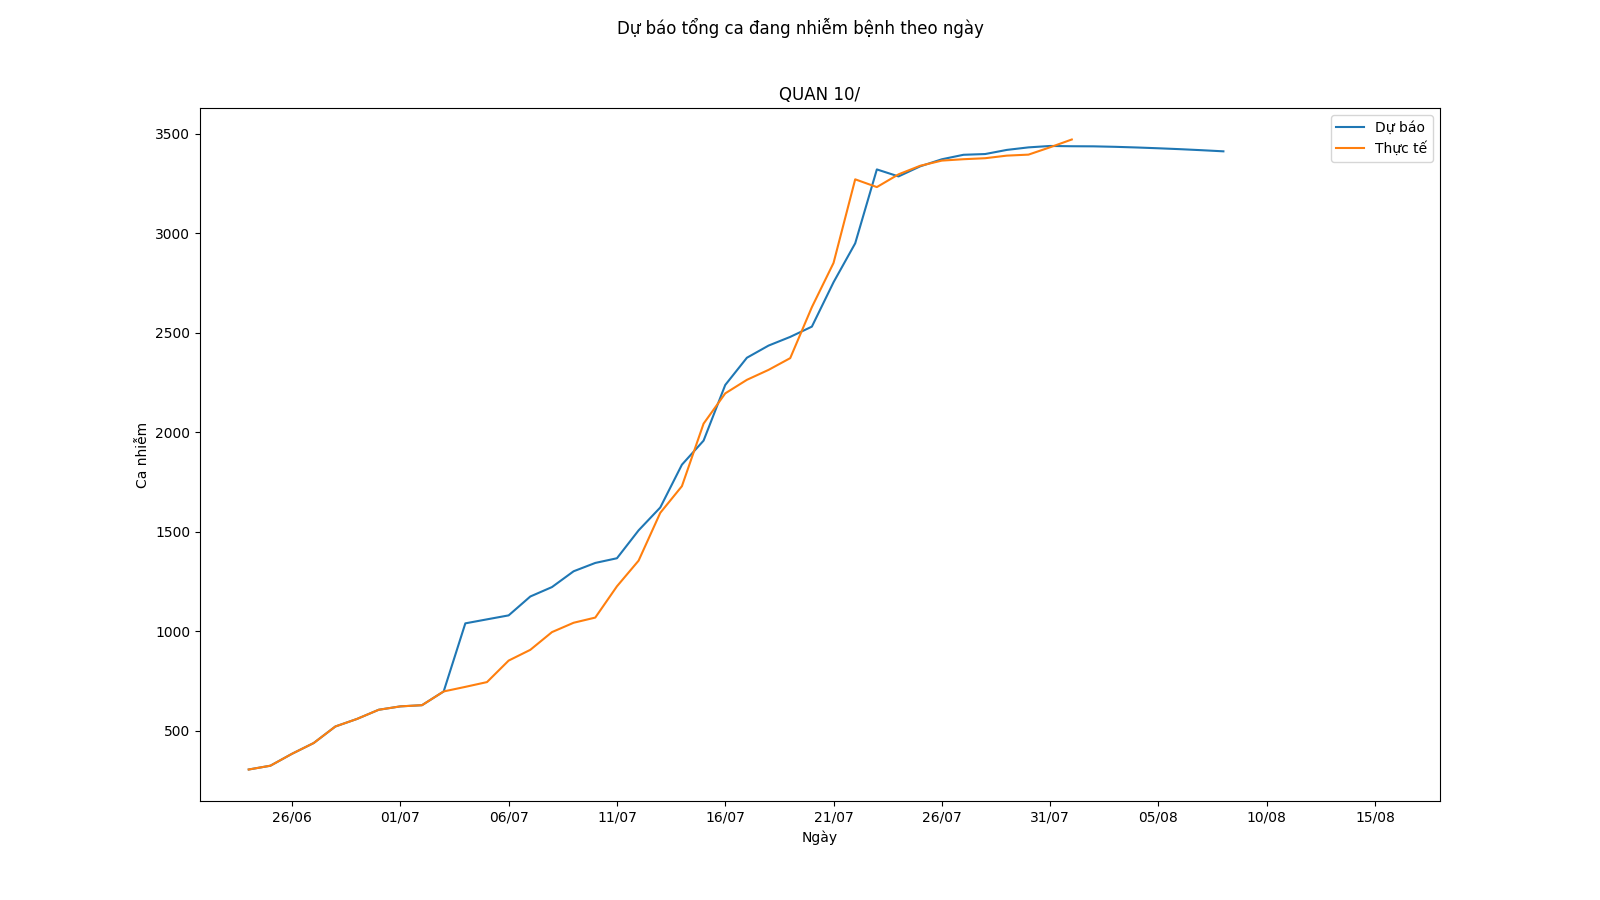 Dự báo tổng ca đang nhiễm bệnh theo ngày
QUAN 10/
Dự báo
Thực tế
3500
3000
2500
2000
1500
1000
500
Ca nhiễm
26/06 01/07 06/07 11/07 16/07 21/07 26/07 31/07 05/08 10/08 15/08
Ngày